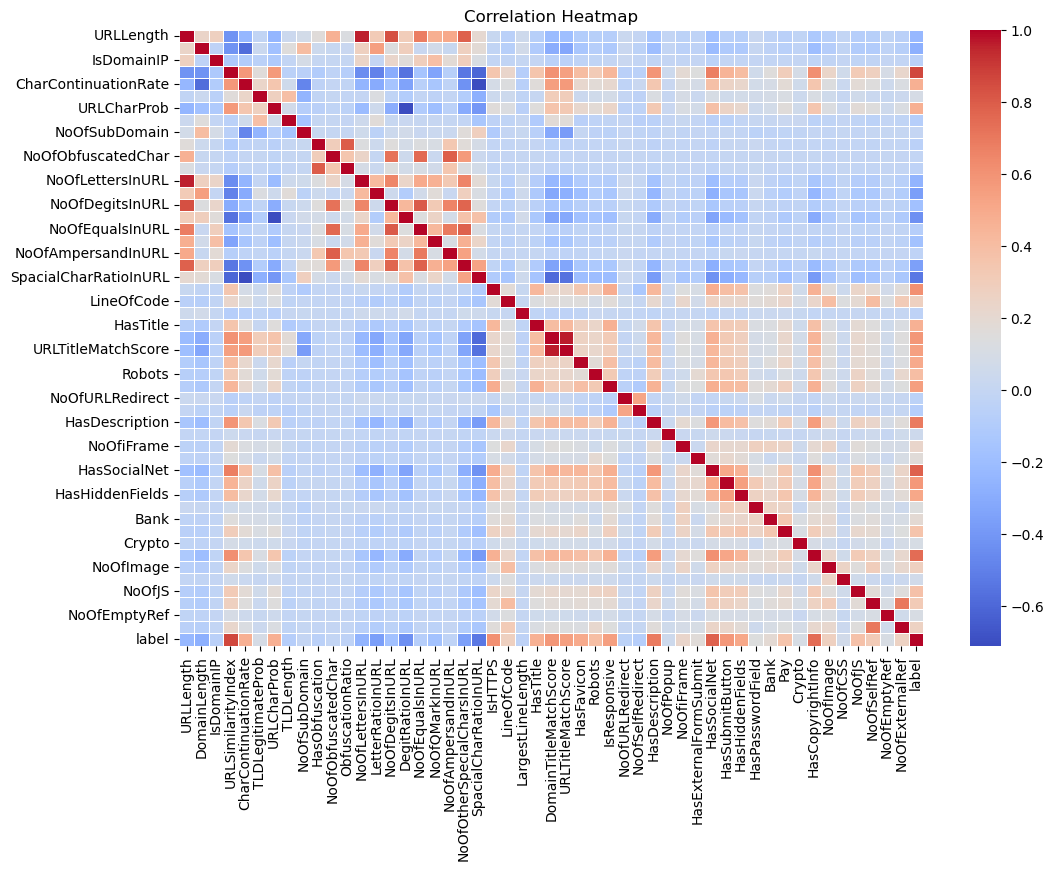 Correlation Heatmap
URLLength
IsDomainIP
CharContinuationRate
URLCharProb
NoOfSubDomain
NoOfObfuscatedChar
NoOfLettersInURL
NoOfDegitsInURL
NoOfEqualsInURL
NoOfAmpersandInURL
SpacialCharRatioInURL
LineOfCode
HasTitle
URLTitleMatchScore
Robots
NoOfURLRedirect
HasDescription
NoOfiFrame
HasSocialNet
HasHiddenFields
Bank
Crypto
NoOfImage
NoOfJS
NoOfEmptyRef
label
URLLength
DomainLength
IsDomainIP
URLSimilarityIndex
CharContinuationRate
TLDLegitimateProb
URLCharProb
TLDLength
NoOfSubDomain
HasObfuscation
NoOfObfuscatedChar
ObfuscationRatio
NoOfLettersInURL
LetterRatioInURL
NoOfDegitsInURL
DegitRatioInURL
NoOfEqualsInURL
NoOfQMarkInURL
NoOfAmpersandInURL
NoOfOtherSpecialCharsInURL
SpacialCharRatioInURL
IsHTTPS
LineOfCode
LargestLineLength
HasTitle
DomainTitleMatchScore
URLTitleMatchScore
HasFavicon
Robots
IsResponsive
NoOfURLRedirect
NoOfSelfRedirect
HasDescription
NoOfPopup
NoOfiFrame
HasExternalFormSubmit
HasSocialNet
HasSubmitButton
HasHiddenFields
HasPasswordField
Bank
Pay
Crypto
HasCopyrightInfo
NoOfImage
NoOfCSS
NoOfJS
NoOfSelfRef
NoOfEmptyRef
NoOfExternalRef
label
1.0
0.8
0.6
0.4
0.2
0.0
−0.2
−0.4
−0.6